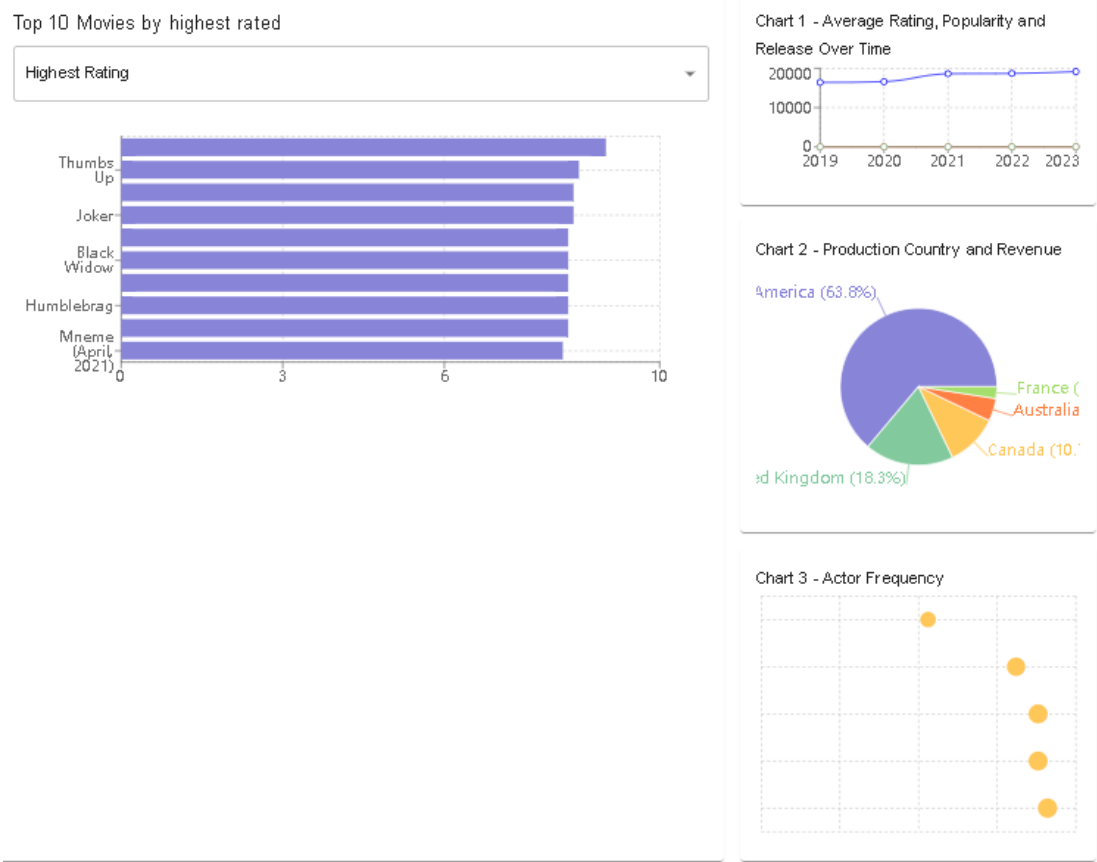 Top 10 Movies by highest rated
Highest Rating
Thumbs
Up
Joker
Black
Widow
Humblebrag
Mneme
(April,
2021)
0 3 6 10
Chart 1 - Average Rating, Popularity and
Release Over Time
20000
10000
0
2019 2020 2021 2022 2023
Chart 2 - Production Country and Revenue
America (63.8%)
France (
Australia
Canada (10.
ed Kingdom (18.3%)
Chart 3 - Actor Frequency